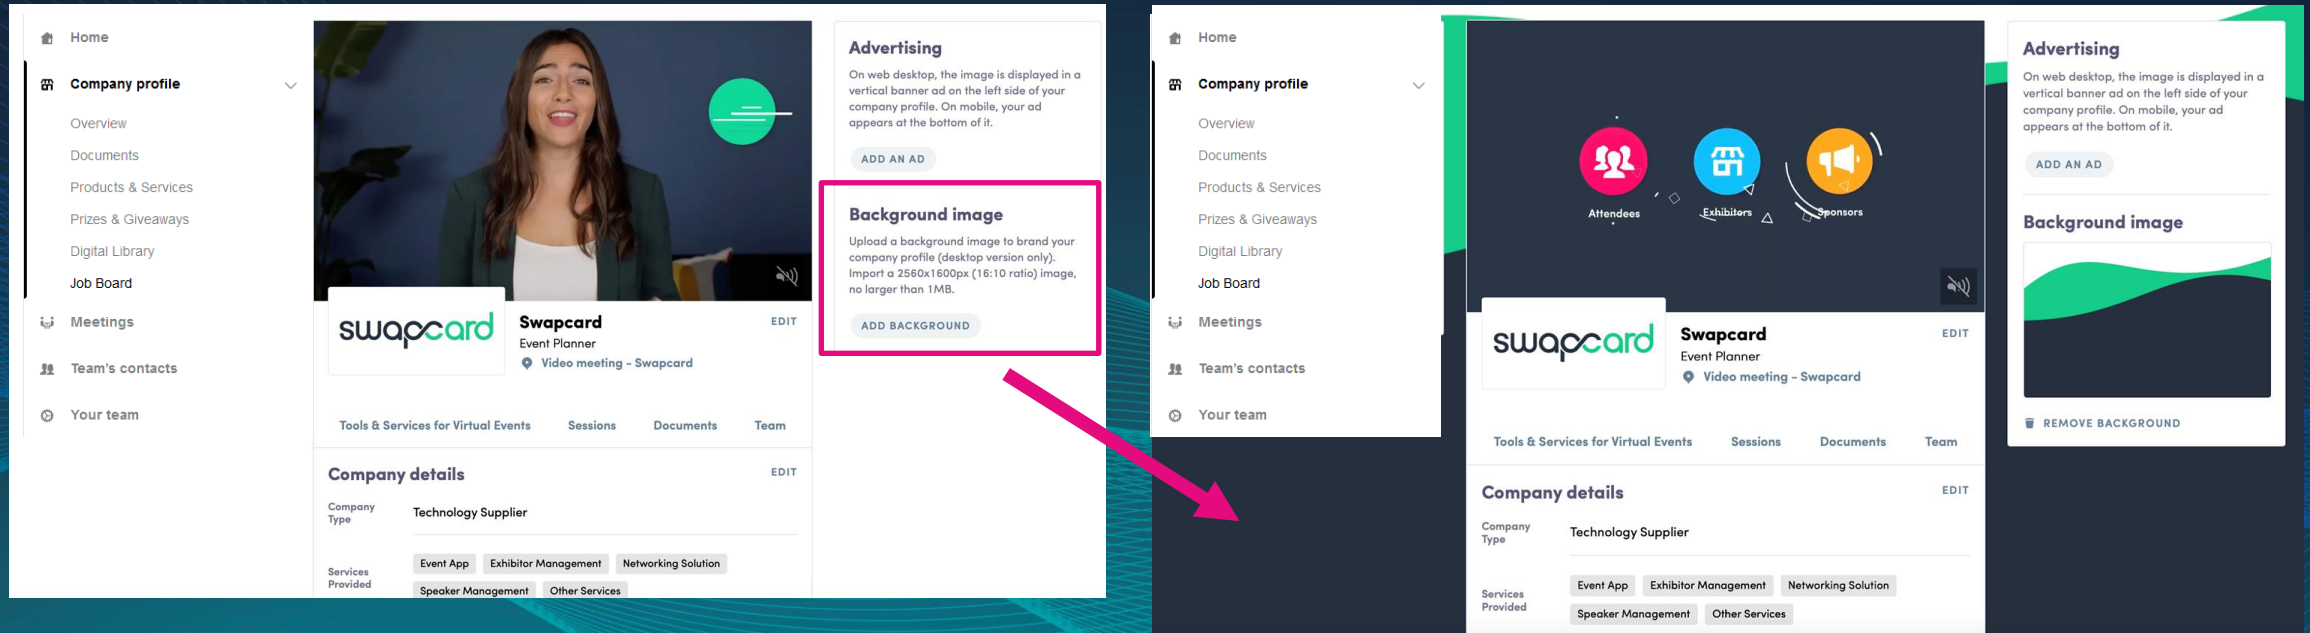 Home
Company profile
Overview
Documents
Products & Services
Prizes & Giveaways
Digital Library
Job Board
Meetings
Team's contacts
Your team
swapcard
Swapcard
EDIT
Event Planner
Video meeting - Swapcard
Tools & Services for Virtual Events Sessions Documents Team
Company details
EDIT
Company
Type
Technology Supplier
Services
Provided
Event App Exhibitor Management Networking Solution
Speaker Management Other Services
Advertising
On web desktop, the image is displayed in a
vertical banner ad on the left side of your
company profile. On mobile, your ad
appears at the bottom of it.
ADD AN AD
Background image
Upload a background image to brand your
company profile (desktop version only).
Import a 2560x1600px (16:10 ratio) image,
no larger than 1MB.
ADD BACKGROUND
Home
Company profile
Overview
Documents
Products & Services
Prizes & Giveaways
Digital Library
Job Board
Meetings
Team's contacts
Your team
Attendees Exhibitors Sponsors
swapcard
Swapcard
EDIT
Event Planner
Video meeting - Swapcard
Tools & Services for Virtual Events Sessions Documents Team
Company details
EDIT
Company
Type
Technology Supplier
Services
Provided
Event App Exhibitor Management Networking Solution
Speaker Management Other Services
Advertising
On web desktop, the image is displayed in a
vertical banner ad on the left side of your
company profile. On mobile, your ad
appears at the bottom of it.
ADD AN AD
Background image
REMOVE BACKGROUND